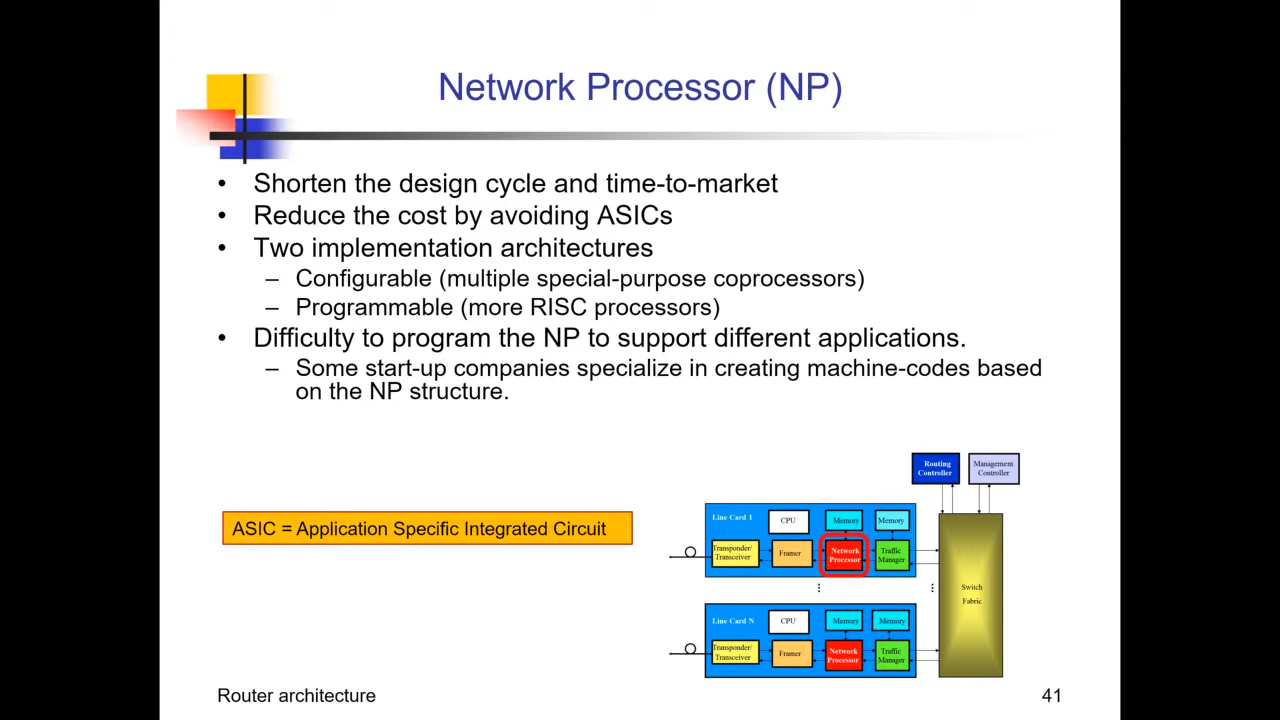 Network Processor (NP)
• Shorten the design cycle and time-to-market
• Reduce the cost by avoiding ASICs
• Two implementation architectures
– Configurable (multiple special-purpose coprocessors)
– Programmable (more RISC processors)
• Difficulty to program the NP to support different applications.
– Some start-up companies specialize in creating machine-codes based
on the NP structure.
ASIC = Application Specific Integrated Circuit
Routing
Controller
Management
Controller
Line Card 1
CPU
Memory
Memory
Transponder/
Transceiver
Framer
Network
Processor
Traffic
Manager
Switch
Fabric
Line Card N
CPU
Memory
Memory
Transponder/
Transceiver
Framer
Network
Processor
Traffic
Manager
Router architecture
41